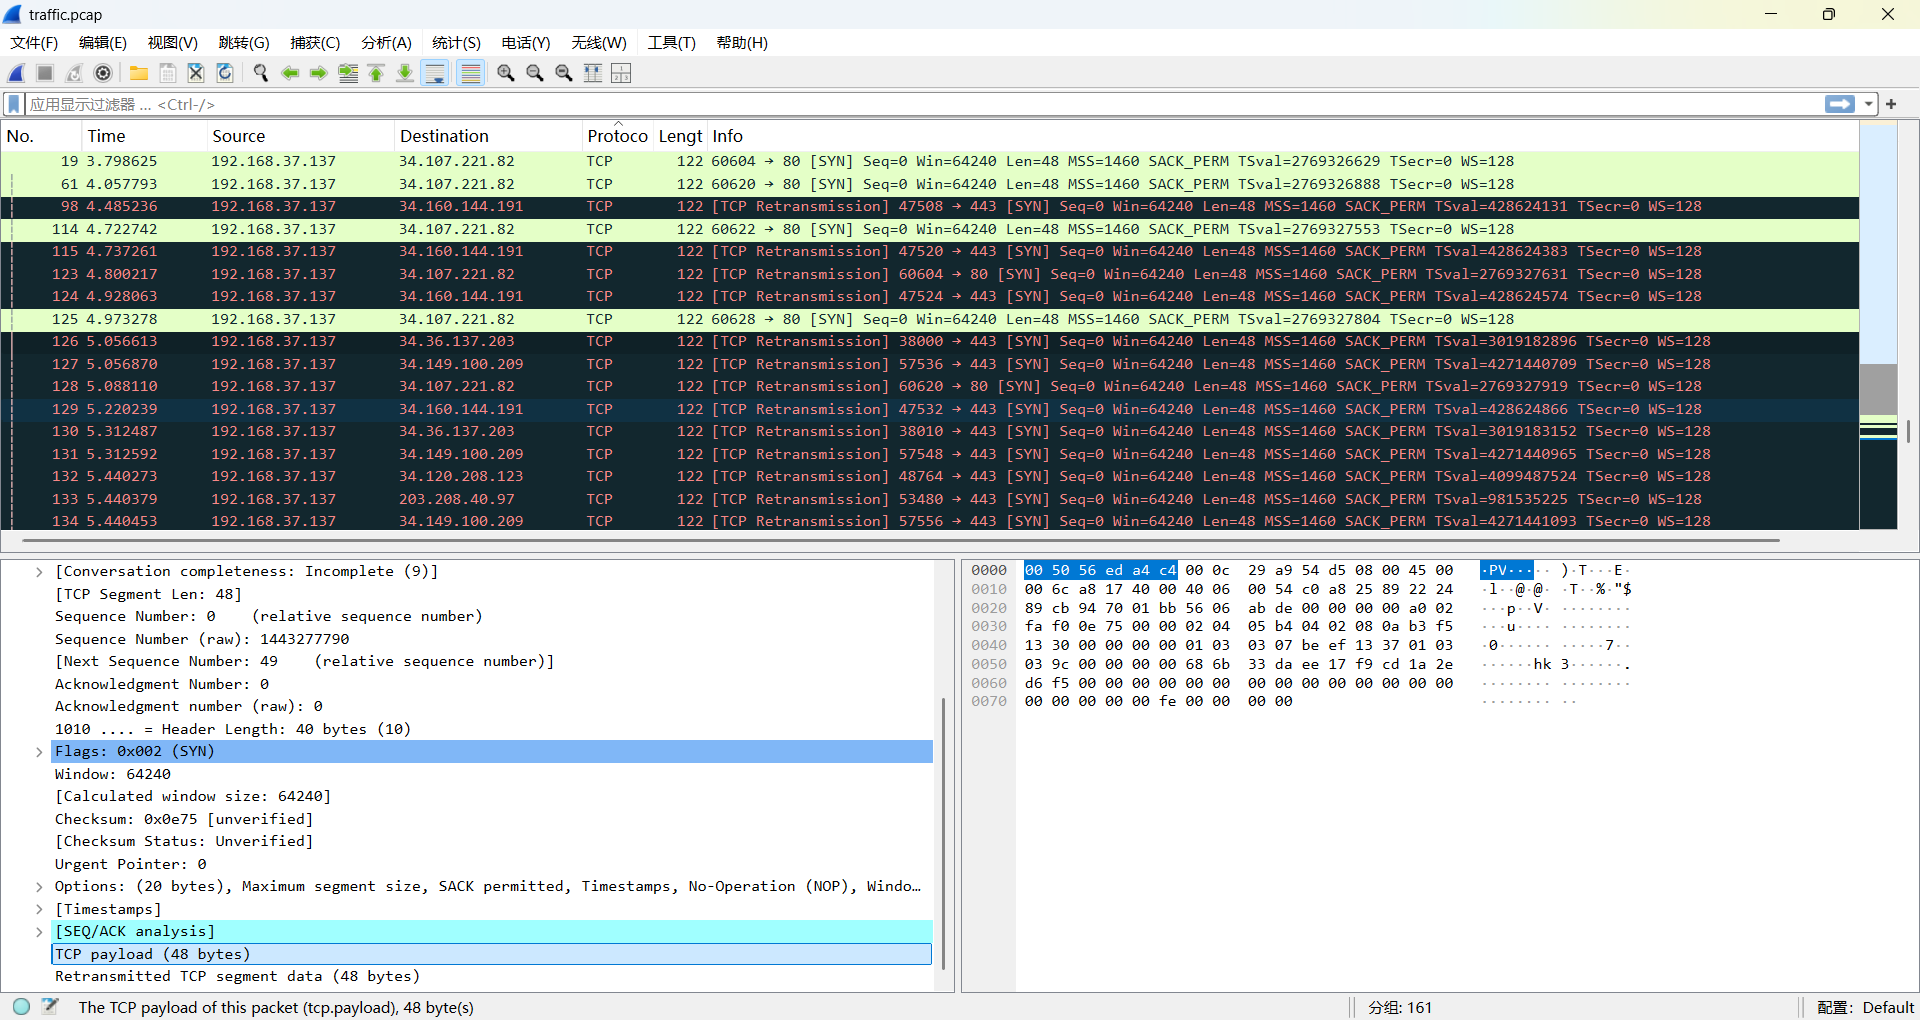 traffic.pcap
文件(F) 编辑(E) 视图(V) 跳转(G) 捕获(C) 分析(A) 统计(S) 电话(Y) 无线(W) 工具(T) 帮助(H)
应用显示过滤器 … <Ctrl-/>
No. Time Source Destination Protoco Lengt Info
19 3.798625 192.168.37.137 34.107.221.82 TCP 122 60604 → 80 [SYN] Seq=0 Win=64240 Len=48 MSS=1460 SACK_PERM TSval=2769326629 TSecr=0 WS=128
61 4.057793 192.168.37.137 34.107.221.82 TCP 122 60620 → 80 [SYN] Seq=0 Win=64240 Len=48 MSS=1460 SACK_PERM TSval=2769326888 TSecr=0 WS=128
98 4.485236 192.168.37.137 34.160.144.191 TCP 122 [TCP Retransmission] 47508 → 443 [SYN] Seq=0 Win=64240 Len=48 MSS=1460 SACK_PERM TSval=428624131 TSecr=0 WS=128
114 4.722742 192.168.37.137 34.107.221.82 TCP 122 60622 → 80 [SYN] Seq=0 Win=64240 Len=48 MSS=1460 SACK_PERM TSval=2769327553 TSecr=0 WS=128
115 4.737261 192.168.37.137 34.160.144.191 TCP 122 [TCP Retransmission] 47520 → 443 [SYN] Seq=0 Win=64240 Len=48 MSS=1460 SACK_PERM TSval=428624383 TSecr=0 WS=128
123 4.800217 192.168.37.137 34.107.221.82 TCP 122 [TCP Retransmission] 60604 → 80 [SYN] Seq=0 Win=64240 Len=48 MSS=1460 SACK_PERM TSval=2769327631 TSecr=0 WS=128
124 4.928063 192.168.37.137 34.160.144.191 TCP 122 [TCP Retransmission] 47524 → 443 [SYN] Seq=0 Win=64240 Len=48 MSS=1460 SACK_PERM TSval=428624574 TSecr=0 WS=128
125 4.973278 192.168.37.137 34.107.221.82 TCP 122 60628 → 80 [SYN] Seq=0 Win=64240 Len=48 MSS=1460 SACK_PERM TSval=2769327804 TSecr=0 WS=128
126 5.056613 192.168.37.137 34.36.137.203 TCP 122 [TCP Retransmission] 38000 → 443 [SYN] Seq=0 Win=64240 Len=48 MSS=1460 SACK_PERM TSval=3019182896 TSecr=0 WS=128
127 5.056870 192.168.37.137 34.149.100.209 TCP 122 [TCP Retransmission] 57536 → 443 [SYN] Seq=0 Win=64240 Len=48 MSS=1460 SACK_PERM TSval=4271440709 TSecr=0 WS=128
128 5.088110 192.168.37.137 34.107.221.82 TCP 122 [TCP Retransmission] 60620 → 80 [SYN] Seq=0 Win=64240 Len=48 MSS=1460 SACK_PERM TSval=2769327919 TSecr=0 WS=128
129 5.220239 192.168.37.137 34.160.144.191 TCP 122 [TCP Retransmission] 47532 → 443 [SYN] Seq=0 Win=64240 Len=48 MSS=1460 SACK_PERM TSval=428624866 TSecr=0 WS=128
130 5.312487 192.168.37.137 34.36.137.203 TCP 122 [TCP Retransmission] 38010 → 443 [SYN] Seq=0 Win=64240 Len=48 MSS=1460 SACK_PERM TSval=3019183152 TSecr=0 WS=128
131 5.312592 192.168.37.137 34.149.100.209 TCP 122 [TCP Retransmission] 57548 → 443 [SYN] Seq=0 Win=64240 Len=48 MSS=1460 SACK_PERM TSval=4271440965 TSecr=0 WS=128
132 5.440273 192.168.37.137 34.120.208.123 TCP 122 [TCP Retransmission] 48764 → 443 [SYN] Seq=0 Win=64240 Len=48 MSS=1460 SACK_PERM TSval=4099487524 TSecr=0 WS=128
133 5.440379 192.168.37.137 203.208.40.97 TCP 122 [TCP Retransmission] 53480 → 443 [SYN] Seq=0 Win=64240 Len=48 MSS=1460 SACK_PERM TSval=981535225 TSecr=0 WS=128
134 5.440453 192.168.37.137 34.149.100.209 TCP 122 [TCP Retransmission] 57556 → 443 [SYN] Seq=0 Win=64240 Len=48 MSS=1460 SACK_PERM TSval=4271441093 TSecr=0 WS=128
[Conversation completeness: Incomplete (9)]
[TCP Segment Len: 48]
Sequence Number: 0 (relative sequence number)
Sequence Number (raw): 1443277790
[Next Sequence Number: 49 (relative sequence number)]
Acknowledgment Number: 0
Acknowledgment number (raw): 0
1010 .... = Header Length: 40 bytes (10)
Flags: 0x002 (SYN)
Window: 64240
[Calculated window size: 64240]
Checksum: 0x0e75 [unverified]
[Checksum Status: Unverified]
Urgent Pointer: 0
Options: (20 bytes), Maximum segment size, SACK permitted, Timestamps, No-Operation (NOP), Windo…
[Timestamps]
[SEQ/ACK analysis]
TCP payload (48 bytes)
Retransmitted TCP segment data (48 bytes)
0000 00 50 56 ed a4 c4 00 0c 29 a9 54 d5 08 00 45 00 ·PV····· )·T···E·
0010 00 6c a8 17 40 00 40 06 00 54 c0 a8 25 89 22 24 ·l··@·@· ·T··%·"$
0020 89 cb 94 70 01 bb 56 06 ab de 00 00 00 00 a0 02 ···p··V· ········
0030 fa f0 0e 75 00 00 02 04 05 b4 04 02 08 0a b3 f5 ···u···· ········
0040 13 30 00 00 00 00 01 03 03 07 be ef 13 37 01 03 ·0······ ·····7··
0050 03 9c 00 00 00 00 68 6b 33 da ee 17 f9 cd 1a 2e ······hk 3······.
0060 d6 f5 00 00 00 00 00 00 00 00 00 00 00 00 00 00 ········ ········
0070 00 00 00 00 00 fe 00 00 00 00 ········ ··
The TCP payload of this packet (tcp.payload), 48 byte(s)
分组: 161
配置: Default